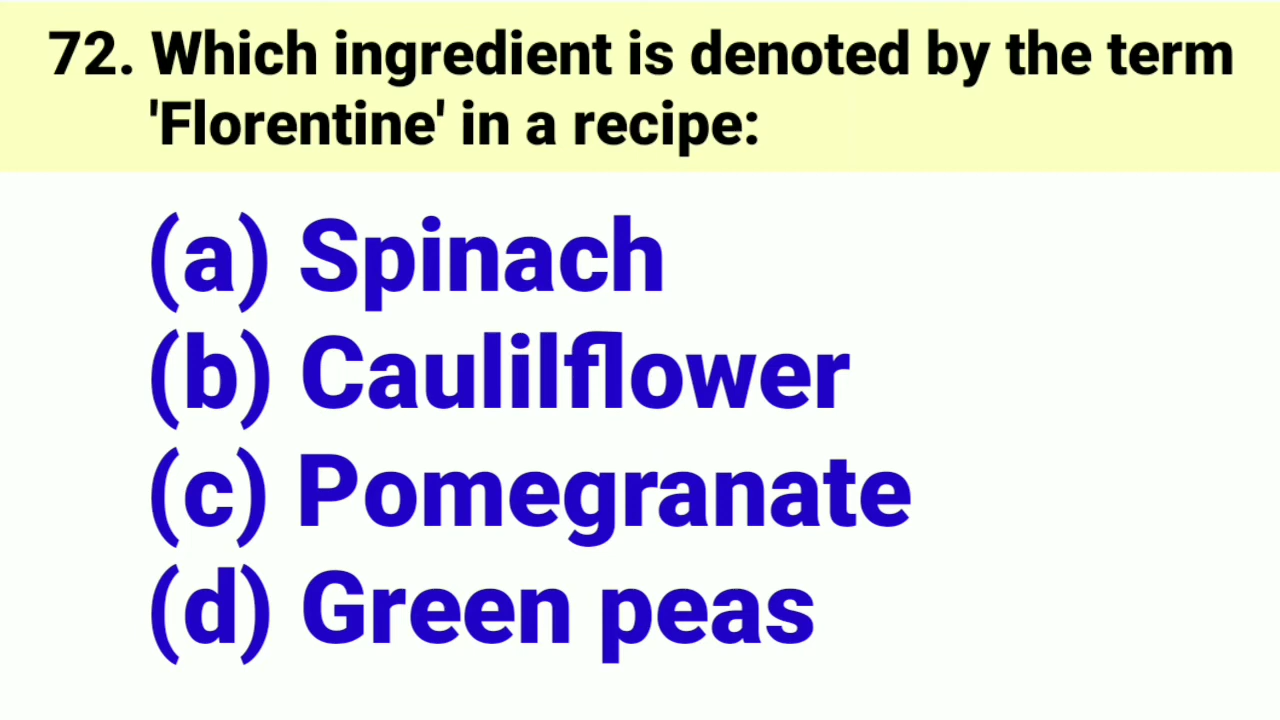 72. Which ingredient is denoted by the term
'Florentine' in a recipe:
(a) Spinach
(b) Caulilflower
(c) Pomegranate
(d) Green peas